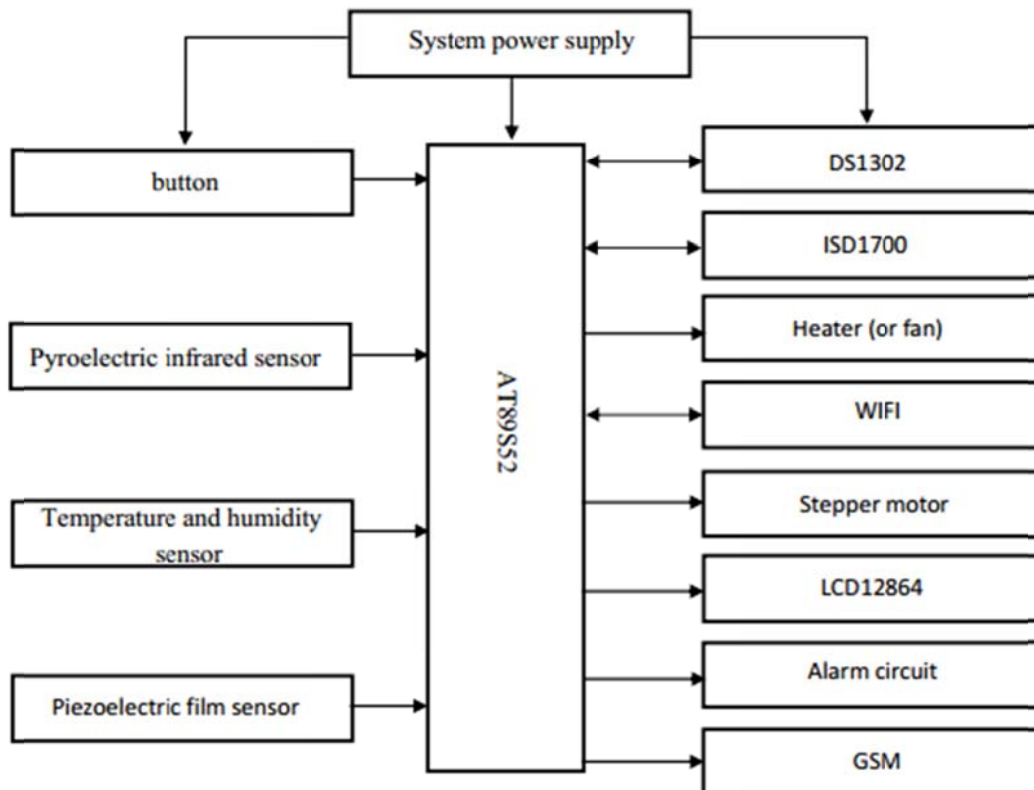 System power supply
button
DS1302
ISD1700
Heater (or fan)
Pyroelectric infrared sensor
AT89S52
WIFI
Temperature and humidity
sensor
Stepper motor
LCD12864
Piezoelectric film sensor
Alarm circuit
GSM